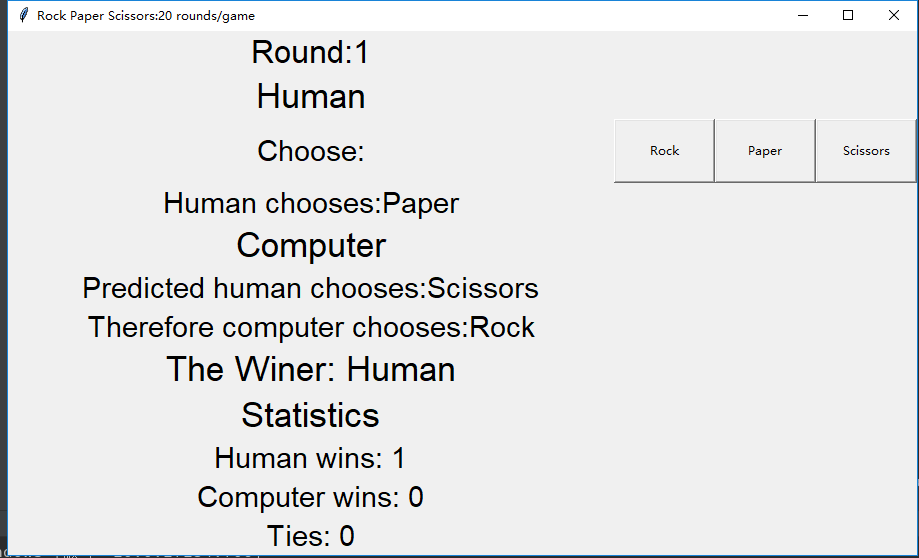 Rock Paper Scissors:20 rounds/game
Round:1
Human
Choose:
Rock
Paper
Scissors
Human chooses:Paper
Computer
Predicted human chooses:Scissors
Therefore computer chooses:Rock
The Winer: Human
Statistics
Human wins: 1
Computer wins: 0
Ties: 0